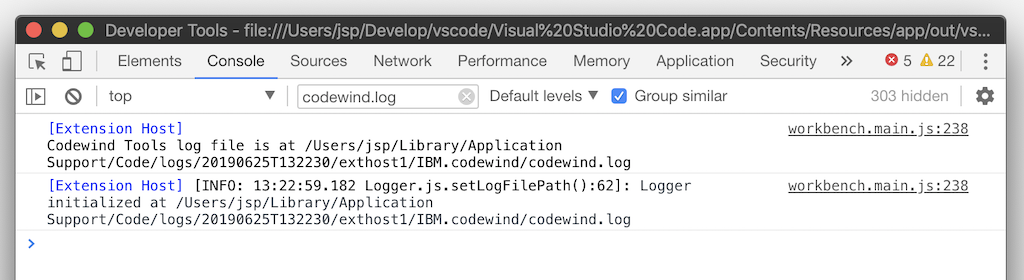 Developer Tools - file:///Users/jsp/Develop/vscode/Visual%20Studio%20Code.app/Contents/Resources/app/out/vs...
Elements Console Sources Network Performance Memory Application Security » 5 22
top codewind.log Default levels Group similar 303 hidden
[Extension Host] workbench.main.js:238
Codewind Tools log file is at /Users/jsp/Library/Application
Support/Code/logs/20190625T132230/exthost1/IBM.codewind/codewind.log
[Extension Host] [INFO: 13:22:59.182 Logger.js.setLogFilePath():62]: Logger workbench.main.js:238
initialized at /Users/jsp/Library/Application
Support/Code/logs/20190625T132230/exthost1/IBM.codewind/codewind.log